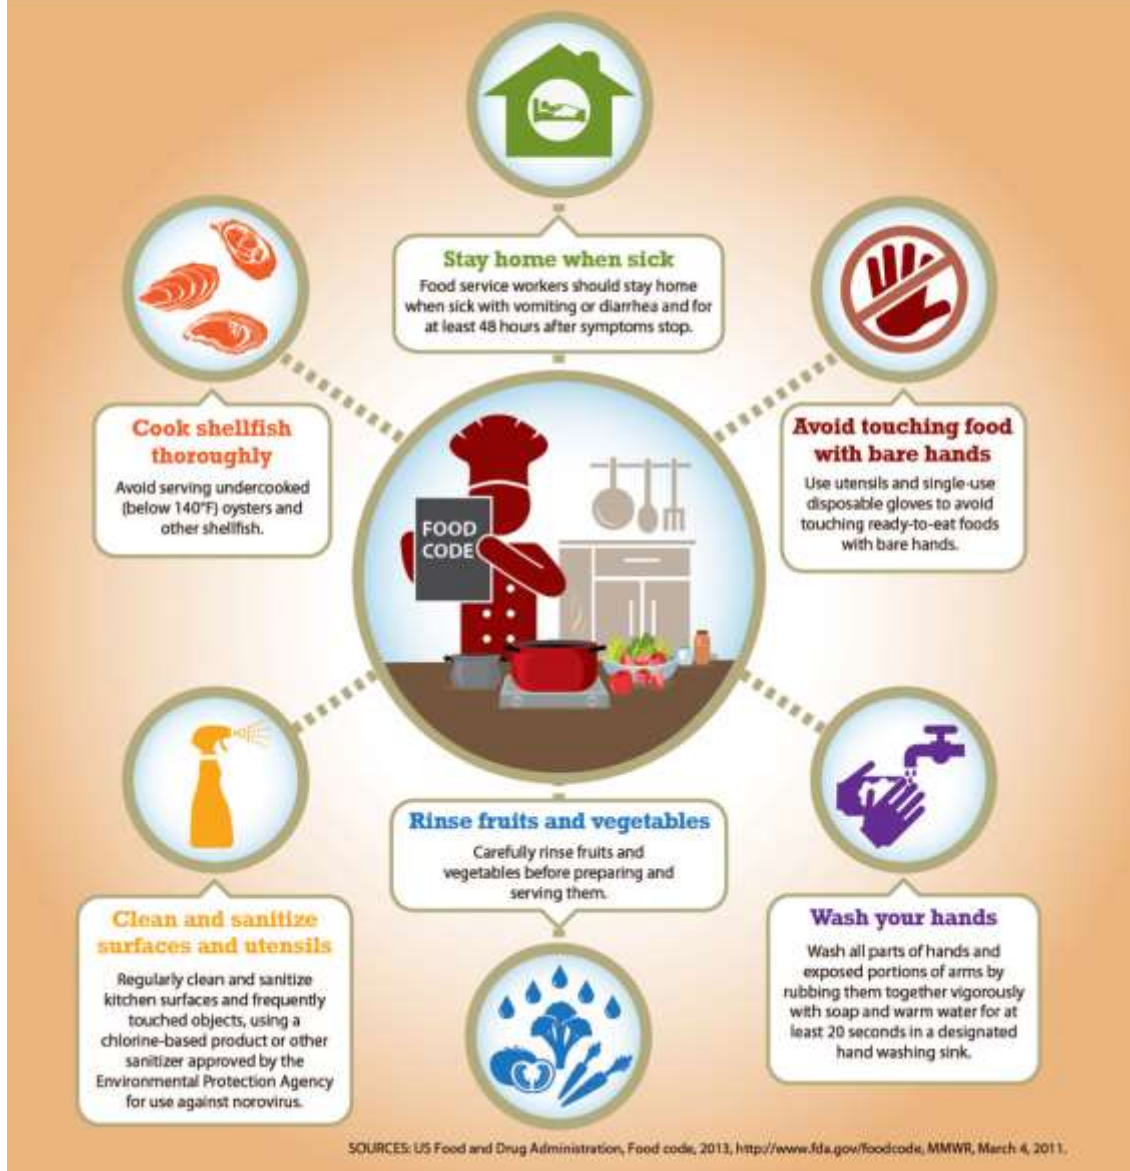 Stay home when sick
Food service workers should stay home
when sick with vomiting or diarrhea and for
at least 48 hours after symptoms stop.
Cook shellfish
thoroughly
Avoid serving undercooked
(below 140°F) oysters and
other shellfish.
Avoid touching food
with bare hands
Use utensils and single-use
disposable gloves to avoid
touching ready-to-eat foods
with bare hands.
FOOD
CODE
Rinse fruits and vegetables
Carefully rinse fruits and
vegetables before preparing and
serving them.
Clean and sanitize
surfaces and utensils
Regularly clean and sanitize
kitchen surfaces and frequently
touched objects, using a
chlorine-based product or other
sanitizer approved by the
Environmental Protection Agency
for use against norovirus.
Wash your hands
Wash all parts of hands and
exposed portions of arms by
rubbing them together vigorously
with soap and warm water for at
least 20 seconds in a designated
hand washing sink.
SOURCES: US Food and Drug Administration, Food code, 2013, http://www.fda.gov/foodcode, MMWR, March 4, 2011.